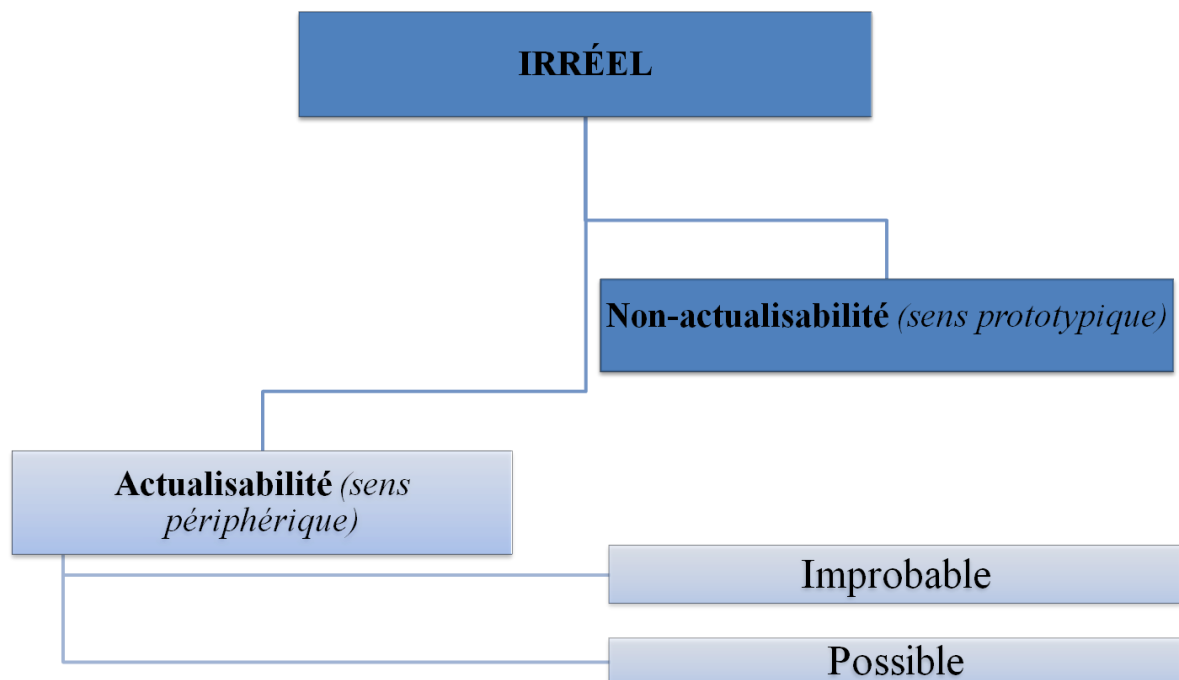 IRRÉEL
Non-actualisabilité (sens prototypique)
Actualisabilité (sens
périphérique)
Improbable
Possible